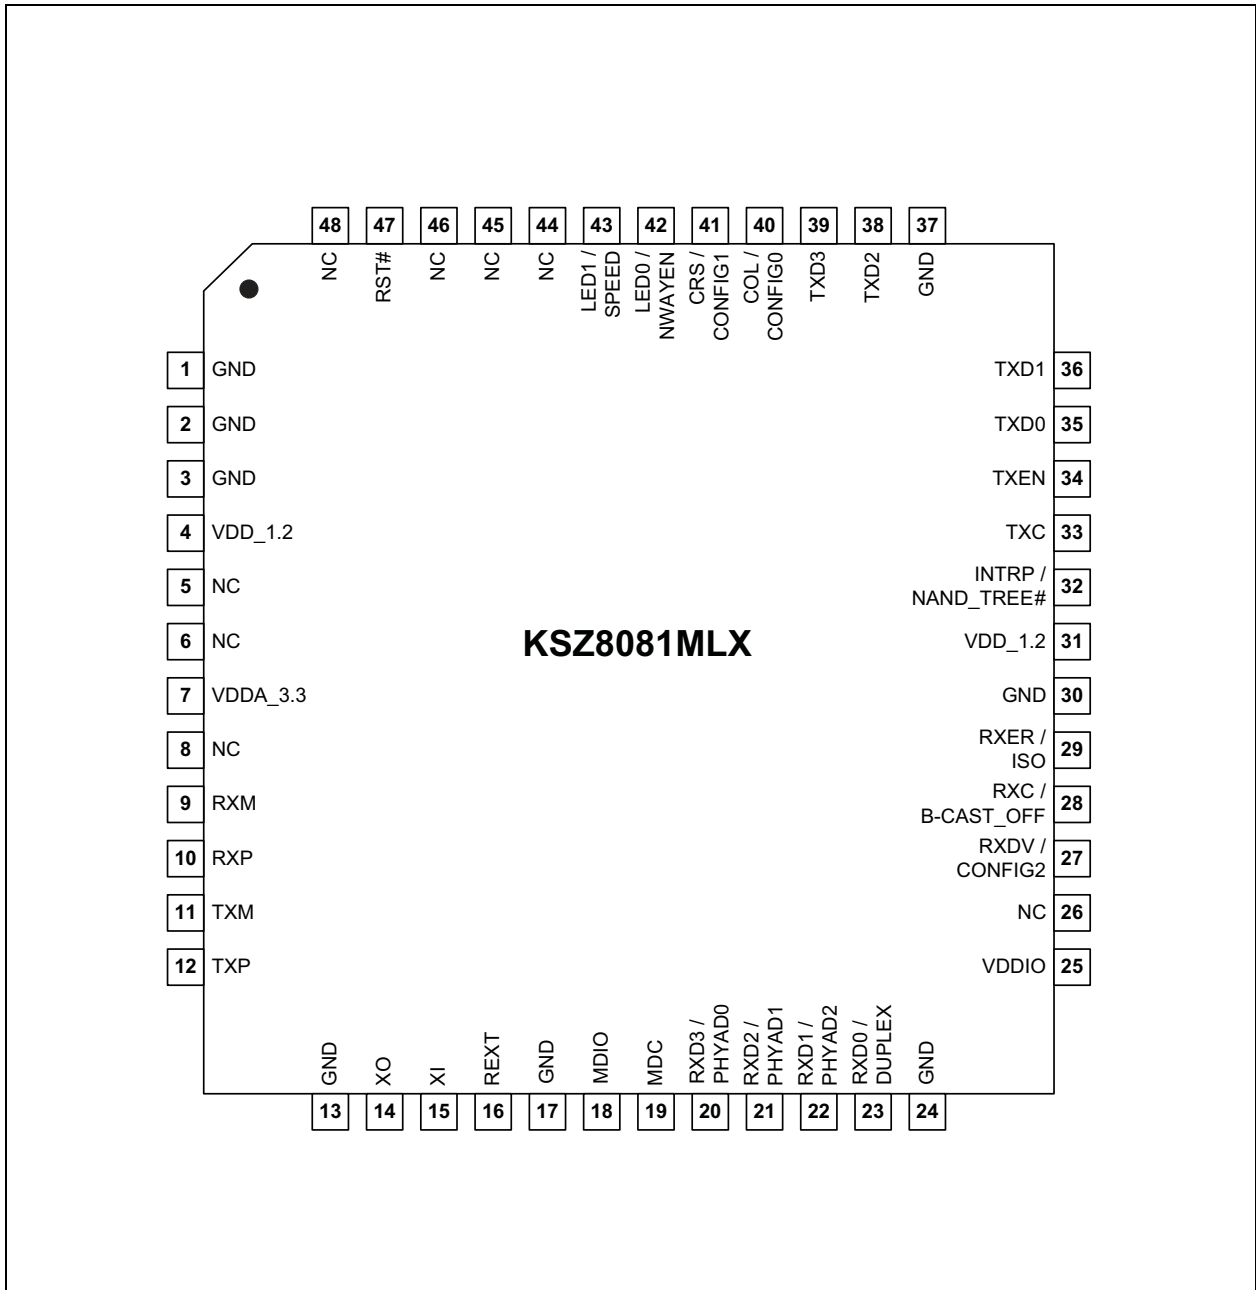 48 47 46 45 44 43 42 41 40 39 38 37
NC
RST#
NC
NC
NC
LED1 /
SPEED
LED0 /
NWAYEN
CRS /
CONFIG1
COL /
CONFIG0
TXD3
TXD2
GND
1 GND
2 GND
3 GND
4 VDD_1.2
5 NC
6 NC
7 VDDA_3.3
8 NC
9 RXM
10 RXP
11 TXM
12 TXP
KSZ8081MLX
TXD1 36
TXD0 35
TXEN 34
TXC 33
INTRP /
NAND_TREE# 32
VDD_1.2 31
GND 30
RXER /
ISO 29
RXC /
B-CAST_OFF 28
RXDV /
CONFIG2 27
NC 26
VDDIO 25
GND
XO
XI
REXT
GND
MDIO
MDC
RXD3 /
PHYAD0
RXD2 /
PHYAD1
RXD1 /
PHYAD2
RXD0 /
DUPLEX
GND
13 14 15 16 17 18 19 20 21 22 23 24